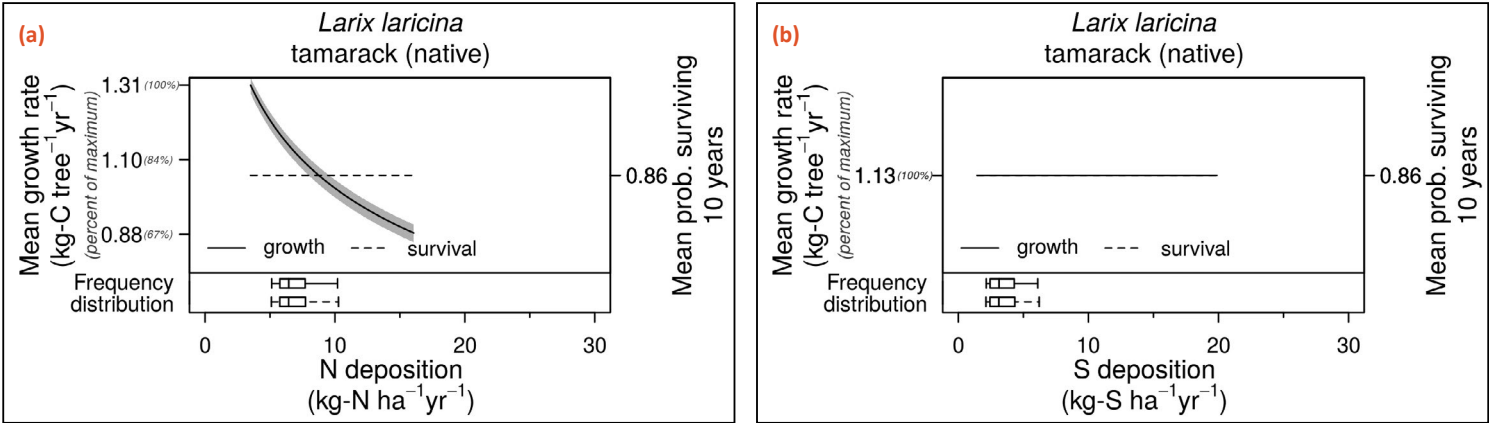 (a)
Larix laricina
tamarack (native)
Mean growth rate
(kg-C tree⁻¹yr⁻¹)
(percent of maximum)
1.31 (100%)
1.10 (84%)
0.88 (67%)
growth
survival
0.86
Mean prob. surviving
10 years
Frequency
distribution
0 10 20 30
N deposition
(kg-N ha⁻¹yr⁻¹)
(b)
Larix laricina
tamarack (native)
Mean growth rate
(kg-C tree⁻¹yr⁻¹)
(percent of maximum)
1.13 (100%)
growth
survival
0.86
Mean prob. surviving
10 years
Frequency
distribution
0 10 20 30
S deposition
(kg-S ha⁻¹yr⁻¹)